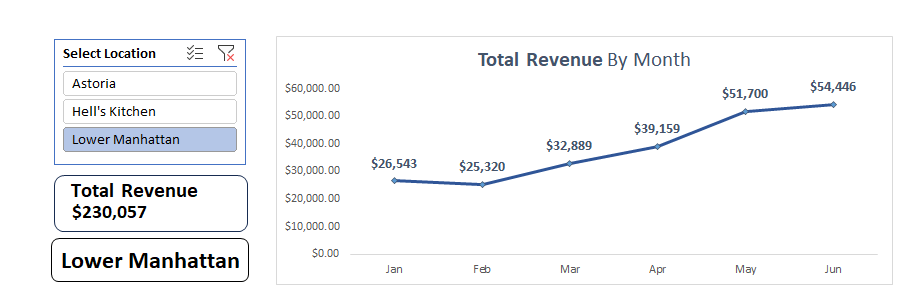 Select Location
Astoria
Hell's Kitchen
Lower Manhattan
Total Revenue
$230,057
Lower Manhattan
Total Revenue By Month
$60,000.00
$50,000.00
$40,000.00
$30,000.00
$20,000.00
$10,000.00
$0.00
$26,543
$25,320
$32,889
$39,159
$51,700
$54,446
Jan Feb Mar Apr May Jun